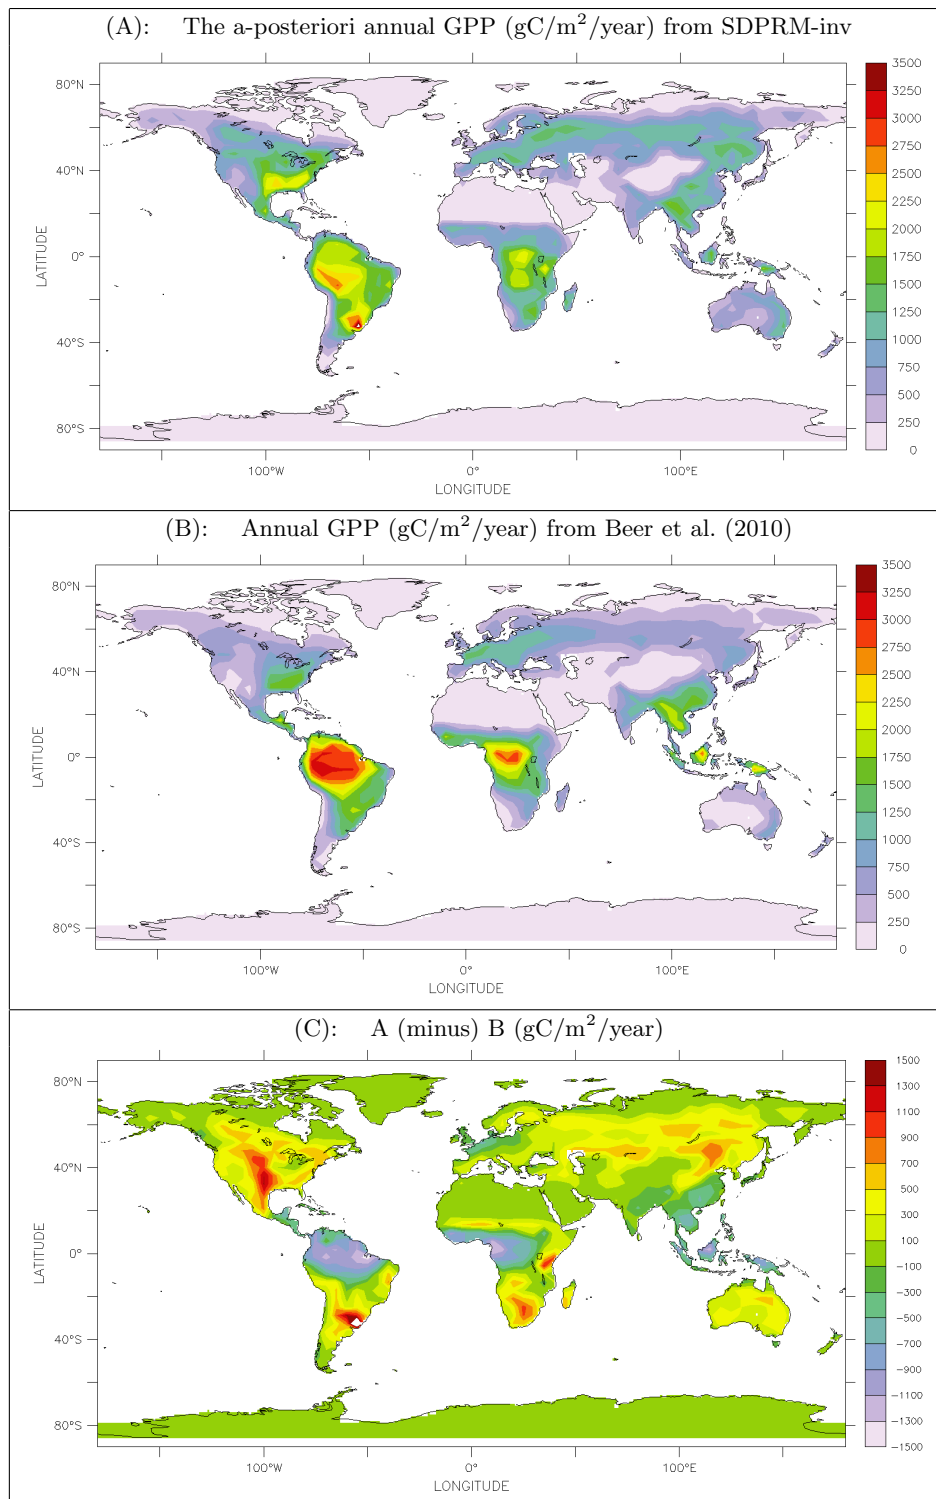 (A): The a-posteriori annual GPP (gC/m²/year) from SDPRM-inv
80°N
40°N
0°
40°S
80°S
LATITUDE
100°W 0° 100°E
LONGITUDE
3500
3250
3000
2750
2500
2250
2000
1750
1500
1250
1000
750
500
250
0
(B): Annual GPP (gC/m²/year) from Beer et al. (2010)
80°N
40°N
0°
40°S
80°S
LATITUDE
100°W 0° 100°E
LONGITUDE
3500
3250
3000
2750
2500
2250
2000
1750
1500
1250
1000
750
500
250
0
(C): A (minus) B (gC/m²/year)
80°N
40°N
0°
40°S
80°S
LATITUDE
100°W 0° 100°E
LONGITUDE
1500
1300
1100
900
700
500
300
100
−100
−300
−500
−700
−900
−1100
−1300
−1500